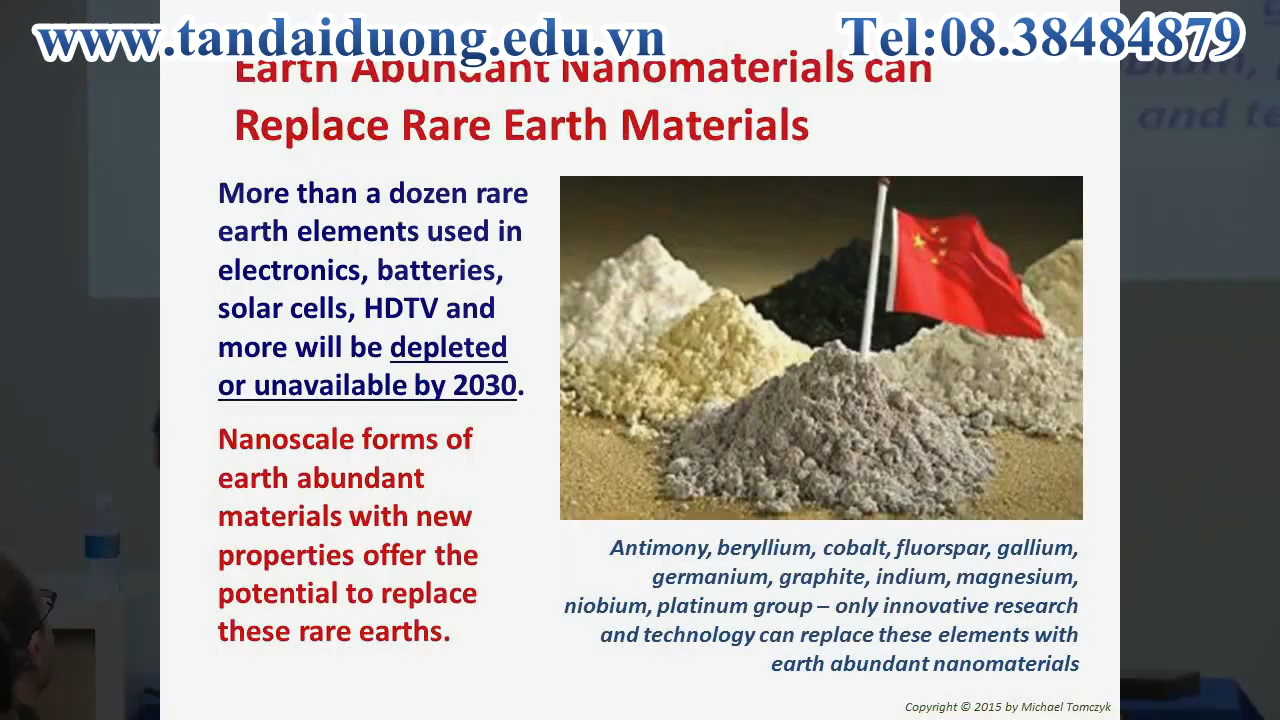 www.tandaiduong.edu.vn
Tel:08.38484879
Earth Abundant Nanomaterials can
Replace Rare Earth Materials
More than a dozen rare
earth elements used in
electronics, batteries,
solar cells, HDTV and
more will be depleted
or unavailable by 2030.
Nanoscale forms of
earth abundant
materials with new
properties offer the
potential to replace
these rare earths.
Antimony, beryllium, cobalt, fluorspar, gallium,
germanium, graphite, indium, magnesium,
niobium, platinum group – only innovative research
and technology can replace these elements with
earth abundant nanomaterials
Copyright © 2015 by Michael Tomczyk
and te